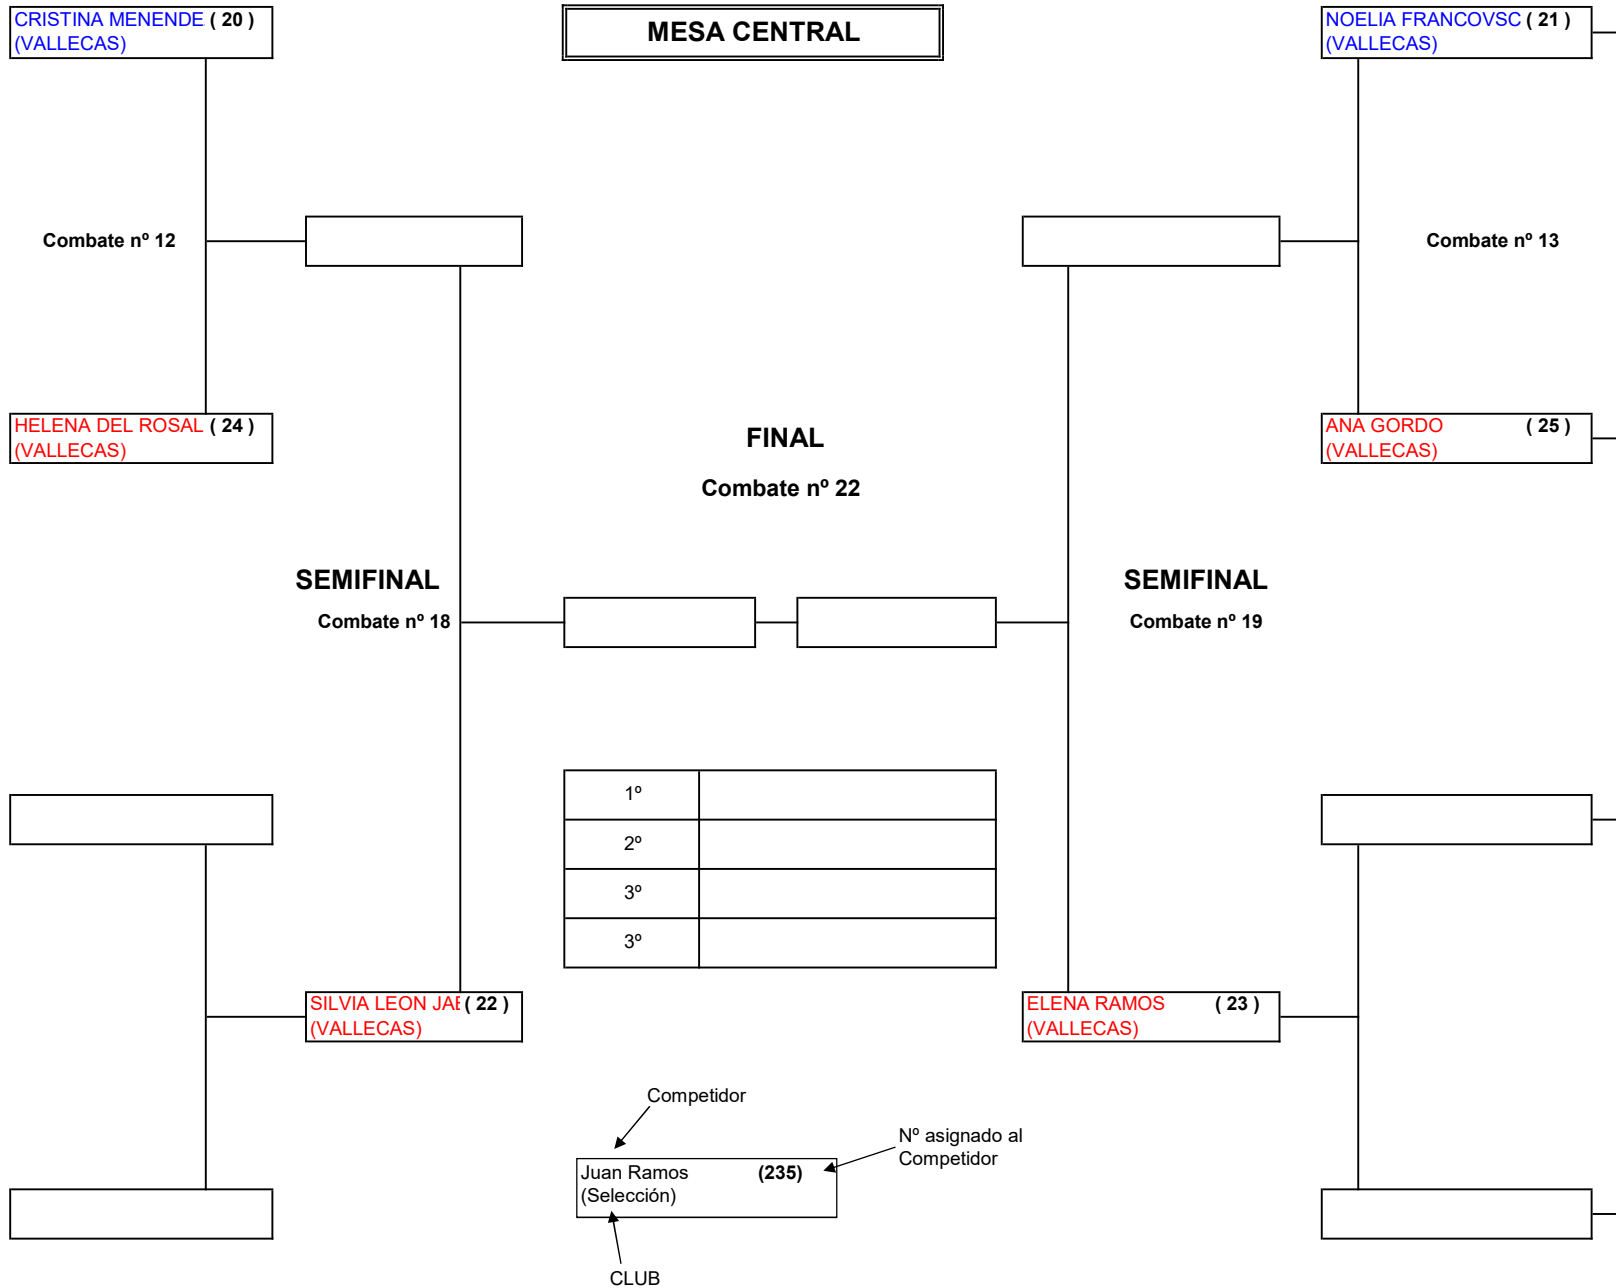 CRISTINA MENENDE ( 20 )
(VALLECAS)
MESA CENTRAL
NOELIA FRANCOVSC ( 21 )
(VALLECAS)
Combate nº 12
Combate nº 13
HELENA DEL ROSAL ( 24 )
(VALLECAS)
FINAL
Combate nº 22
ANA GORDO ( 25 )
(VALLECAS)
SEMIFINAL
Combate nº 18
SEMIFINAL
Combate nº 19
1º
2º
3º
3º
SILVIA LEON JAE ( 22 )
(VALLECAS)
ELENA RAMOS ( 23 )
(VALLECAS)
Competidor
Nº asignado al
Competidor
Juan Ramos (235)
(Selección)
CLUB